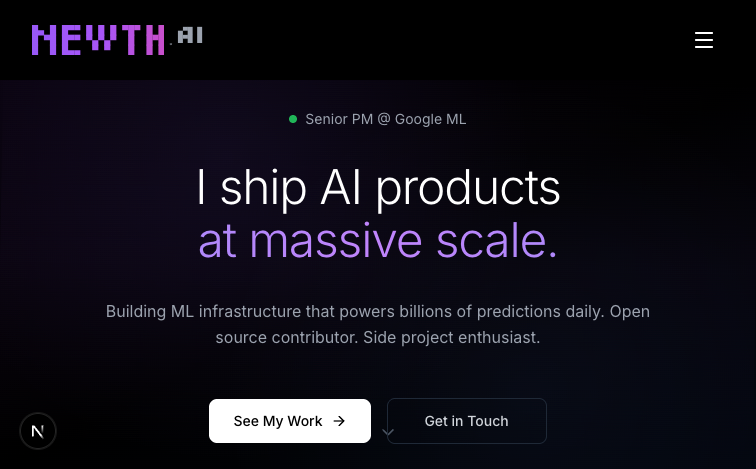 NEWTH.AI
Senior PM @ Google ML
I ship AI products
at massive scale.
Building ML infrastructure that powers billions of predictions daily. Open
source contributor. Side project enthusiast.
See My Work →
Get in Touch
N